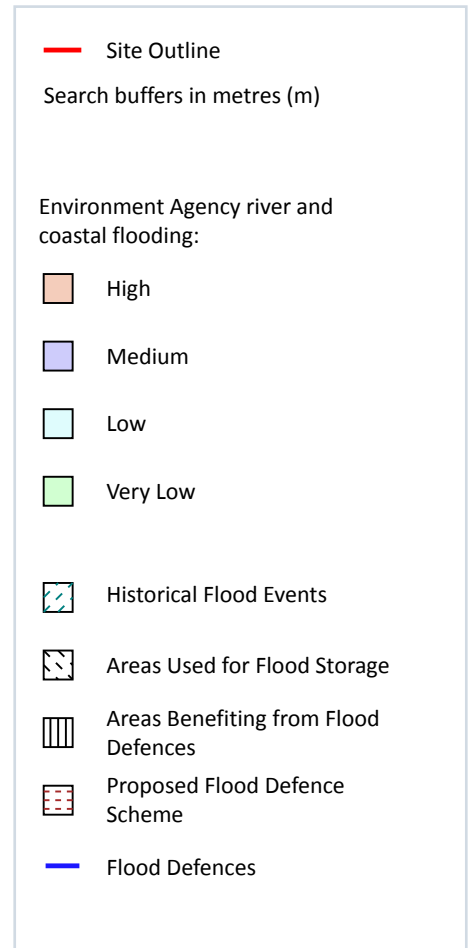 Site Outline
Search buffers in metres (m)
Environment Agency river and
coastal flooding:
High
Medium
Low
Very Low
Historical Flood Events
Areas Used for Flood Storage
Areas Benefiting from Flood
Defences
Proposed Flood Defence
Scheme
Flood Defences